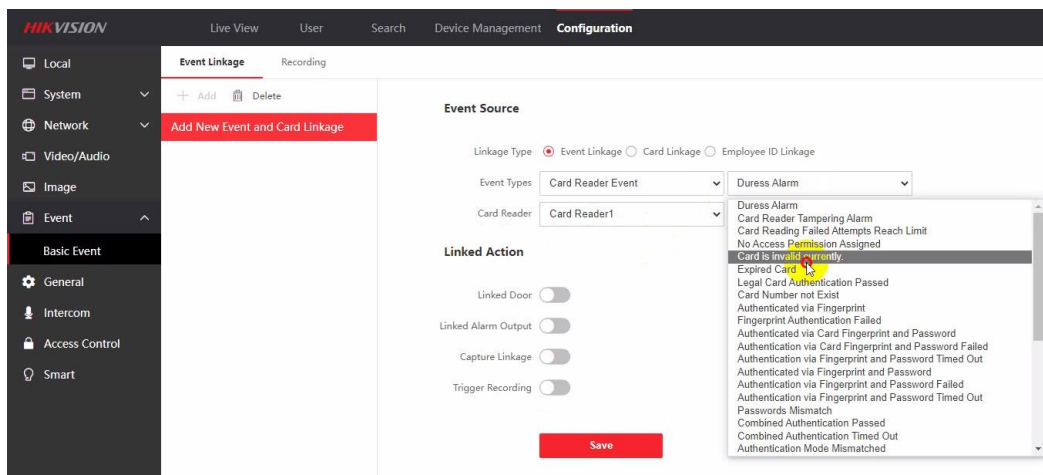 HIKVISION
Live View User Search Device Management Configuration
Local
System
Network
Video/Audio
Image
Event
Basic Event
General
Intercom
Access Control
Smart
Event Linkage Recording
Add Delete
Add New Event and Card Linkage
Event Source
Linkage Type Event Linkage Card Linkage Employee ID Linkage
Event Types Card Reader Event Duress Alarm
Card Reader Card Reader1
Duress Alarm
Card Reader Tampering Alarm
Card Reading Failed Attempts Reach Limit
No Access Permission Assigned
Card is invalid currently.
Expired Card
Legal Card Authentication Passed
Card Number not Exist
Authenticated via Fingerprint
Fingerprint Authentication Failed
Authenticated via Card Fingerprint and Password
Authentication via Card Fingerprint and Password Failed
Authentication via Fingerprint and Password Timed Out
Authenticated via Fingerprint and Password
Authentication via Fingerprint and Password Failed
Authentication via Fingerprint and Password Timed Out
Passwords Mismatch
Combined Authentication Passed
Combined Authentication Timed Out
Authentication Mode Mismatched
Linked Action
Linked Door
Linked Alarm Output
Capture Linkage
Trigger Recording
Save